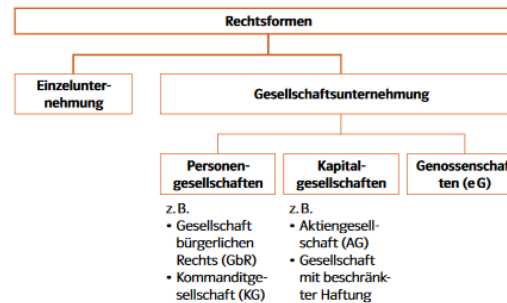 Rechtsformen
Einzelunter-
nehmung
Gesellschaftsunternehmung
Personen-
gesellschaften
Kapital-
gesellschaften
Genossenschaf
ten (eG)
z. B.
• Gesellschaft
bürgerlichen
Rechts (GbR)
• Kommanditge-
sellschaft (KG)
z. B.
• Aktiengesell-
schaft (AG)
• Gesellschaft
mit beschränk-
ter Haftung